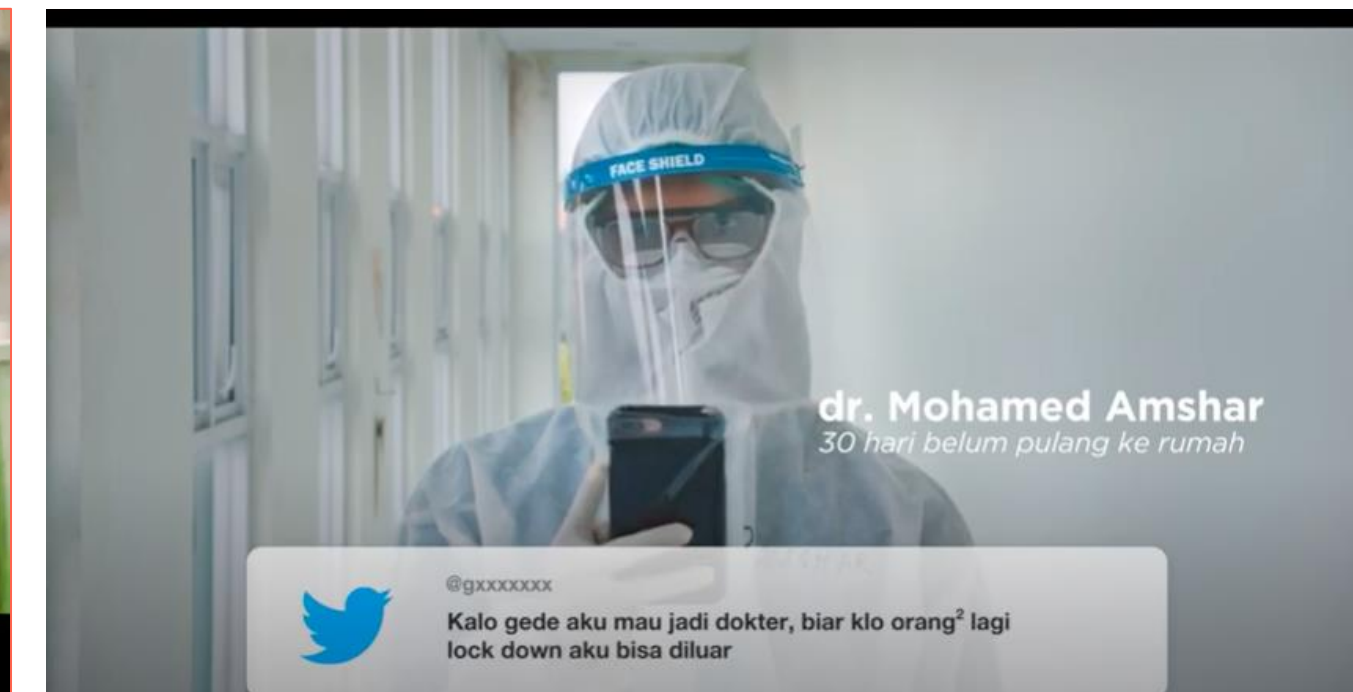 FACE SHIELD
dr. Mohamed Amshar
30 hari belum pulang ke rumah
@gxxxxxxx
Kalo gede aku mau jadi dokter, biar klo orang² lagi
lock down aku bisa diluar